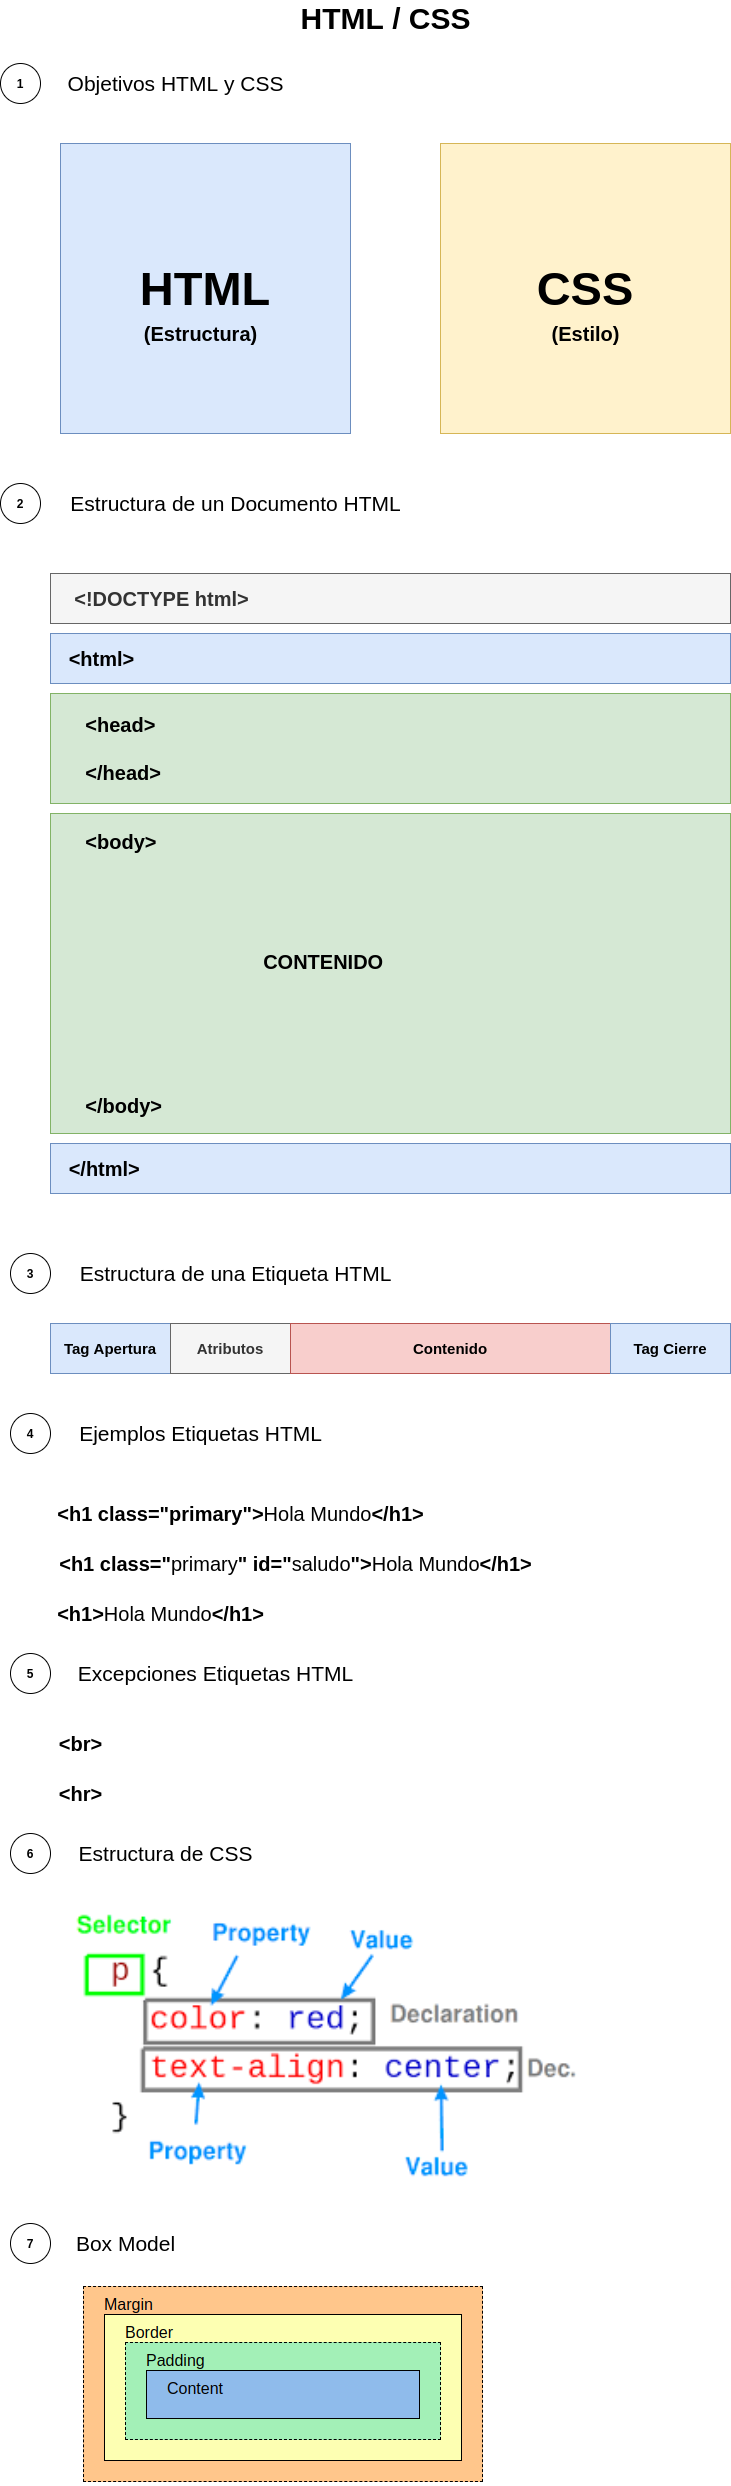 HTML / CSS
1 Objetivos HTML y CSS
HTML
(Estructura)
CSS
(Estilo)
2 Estructura de un Documento HTML
<!DOCTYPE html>
<html>
<head>
</head>
<body>
CONTENIDO
</body>
</html>
3 Estructura de una Etiqueta HTML
Tag Apertura Atributos Contenido Tag Cierre
4 Ejemplos Etiquetas HTML
<h1 class="primary">Hola Mundo</h1>
<h1 class="primary" id="saludo">Hola Mundo</h1>
<h1>Hola Mundo</h1>
5 Excepciones Etiquetas HTML
<br>
<hr>
6 Estructura de CSS
Selector Property Value
p {
color: red; Declaration
text-align: center; Dec.
}
Property Value
7 Box Model
Margin
Border
Padding
Content